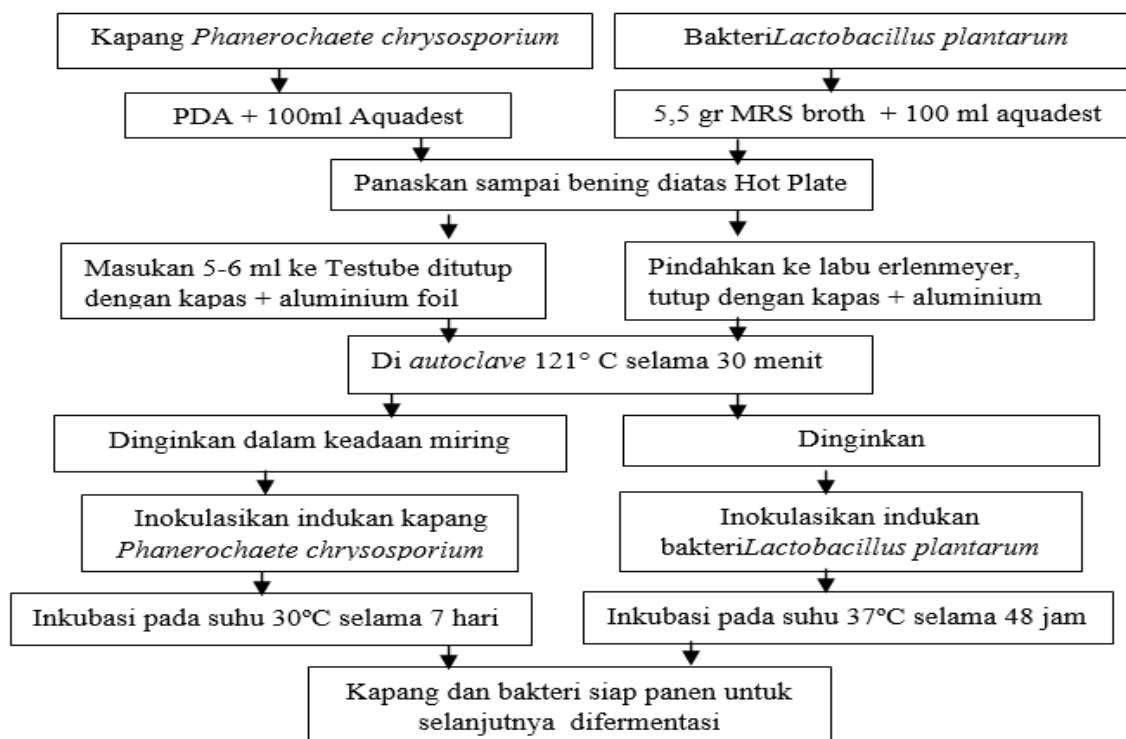 Kapang Phanerochaete chrysosporium
BakteriLactobacillus plantarum
PDA + 100ml Aquadest
5,5 gr MRS broth + 100 ml aquadest
Panaskan sampai bening diatas Hot Plate
Masukan 5-6 ml ke Testube ditutup
dengan kapas + aluminium foil
Pindahkan ke labu erlenmeyer,
tutup dengan kapas + aluminium
Di autoclave 121° C selama 30 menit
Dinginkan dalam keadaan miring
Dinginkan
Inokulasikan indukan kapang
Phanerochaete chrysosporium
Inokulasikan indukan
bakteriLactobacillus plantarum
Inkubasi pada suhu 30°C selama 7 hari
Inkubasi pada suhu 37°C selama 48 jam
Kapang dan bakteri siap panen untuk
selanjutnya difermentasi